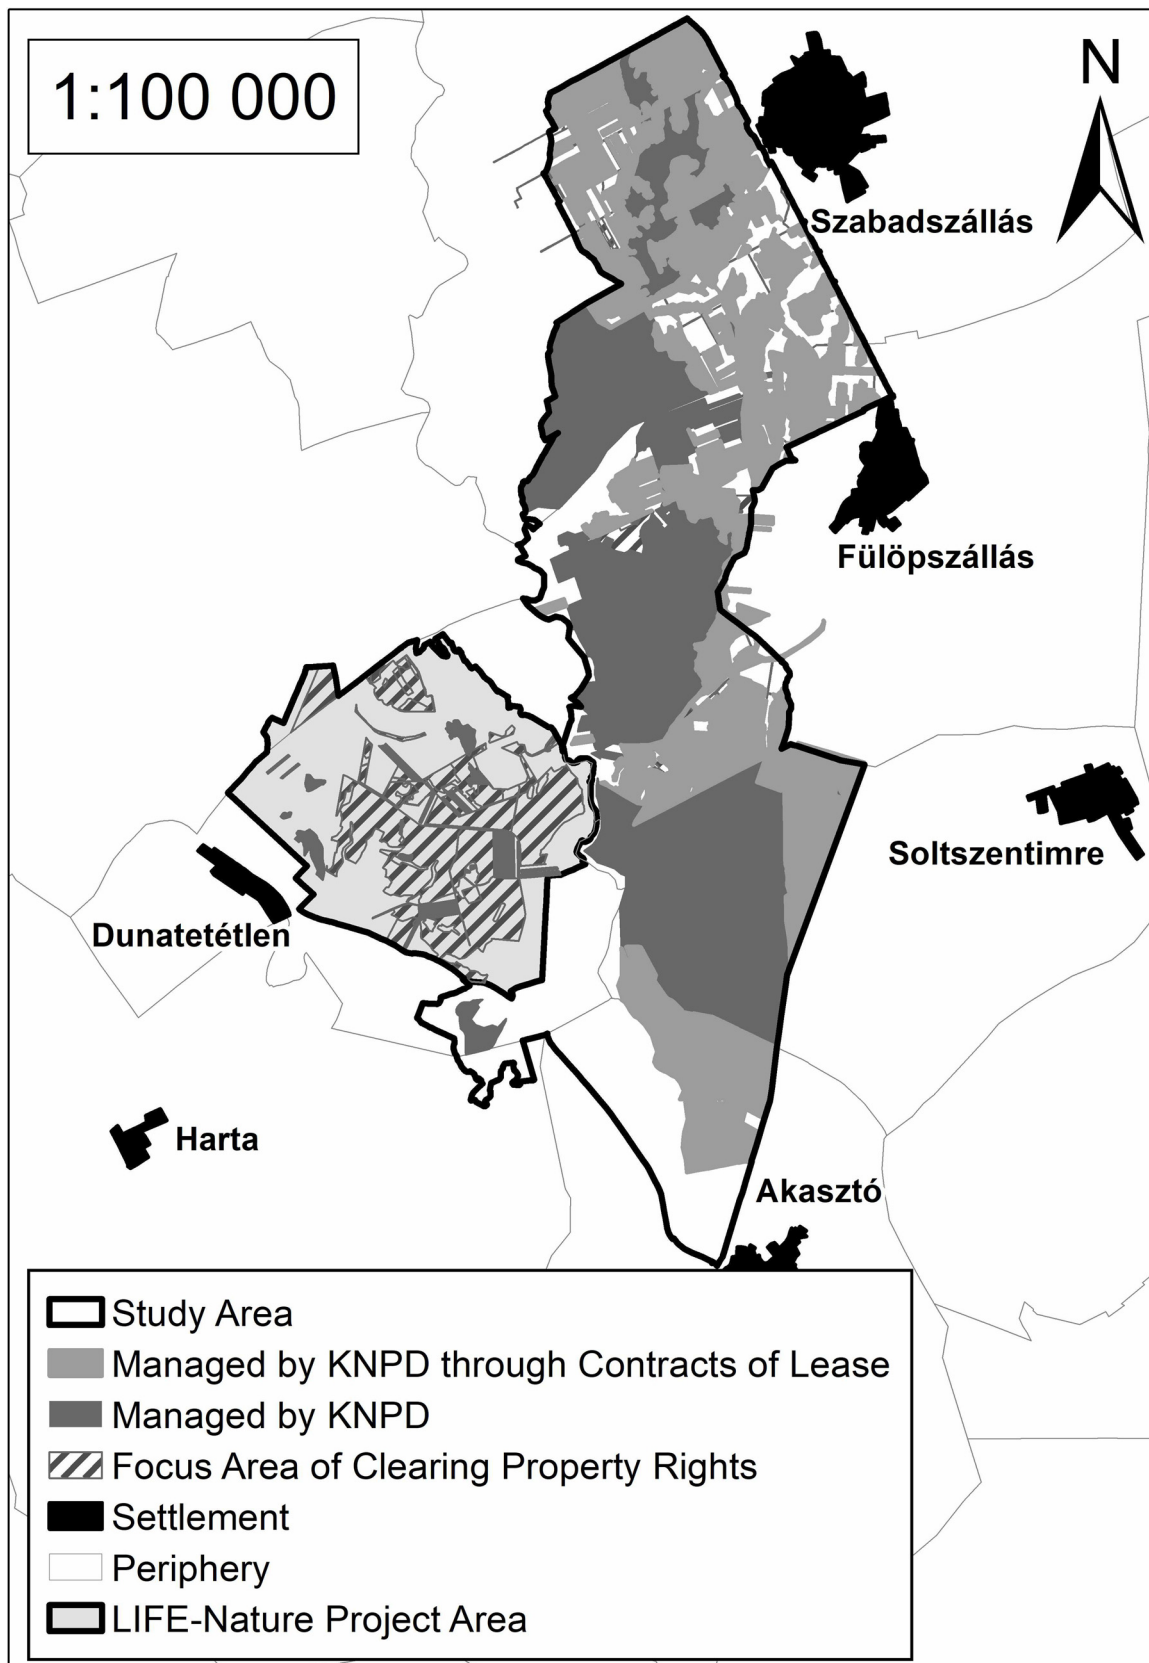 1:100 000
N
Szabadszállás
Fülöpszállás
Soltszentimre
Dunatetétlen
Harta
Akasztó
Study Area
Managed by KNPD through Contracts of Lease
Managed by KNPD
Focus Area of Clearing Property Rights
Settlement
Periphery
LIFE-Nature Project Area